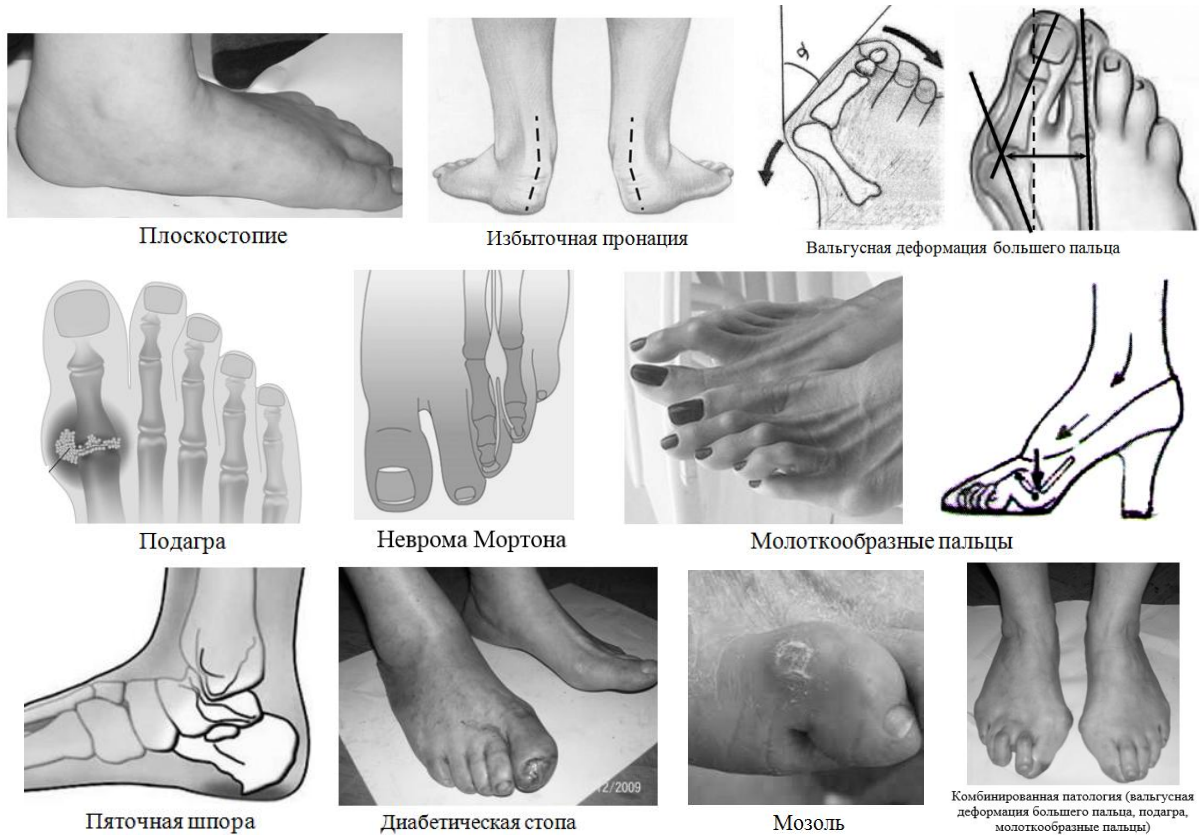 α
Плоскостопие
Избыточная пронация
Вальгусная деформация большего пальца
Подагра
Неврома Мортона
Молоткообразные пальцы
12/2009
Пяточная шпора
Диабетическая стопа
Мозоль
Комбинированная патология (вальгусная
деформация большего пальца, подагра,
молоткообразные пальцы)